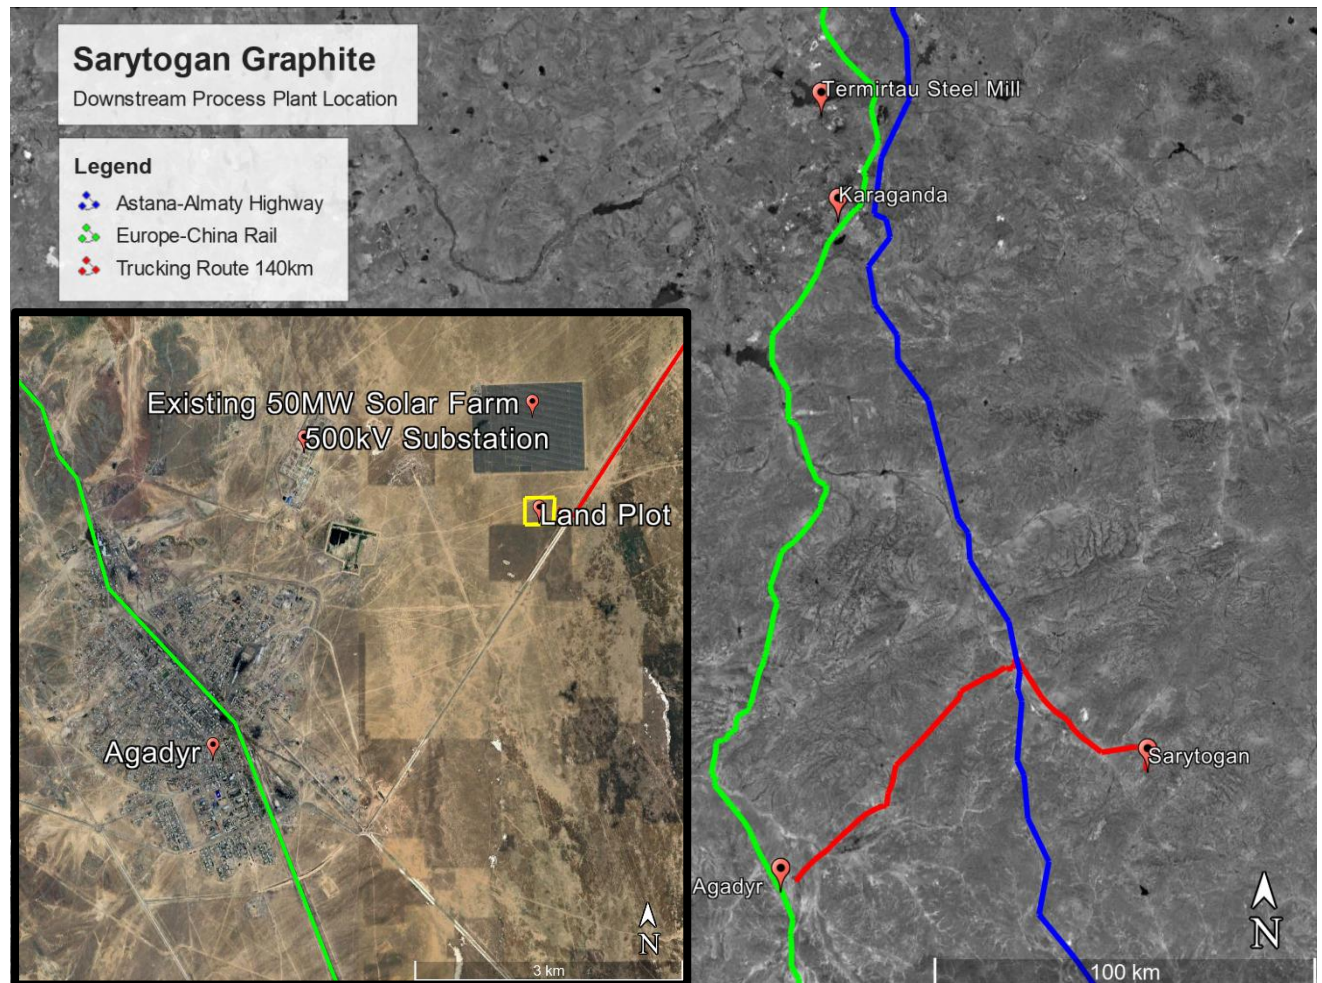 Sarytogan Graphite
Downstream Process Plant Location
Legend
Astana-Almaty Highway
Europe-China Rail
Trucking Route 140km
Termirtau Steel Mill
Karaganda
Existing 50MW Solar Farm
500kV Substation
Land Plot
Agadyr
N
3 km
Sarytogan
Agadyr
N
100 km